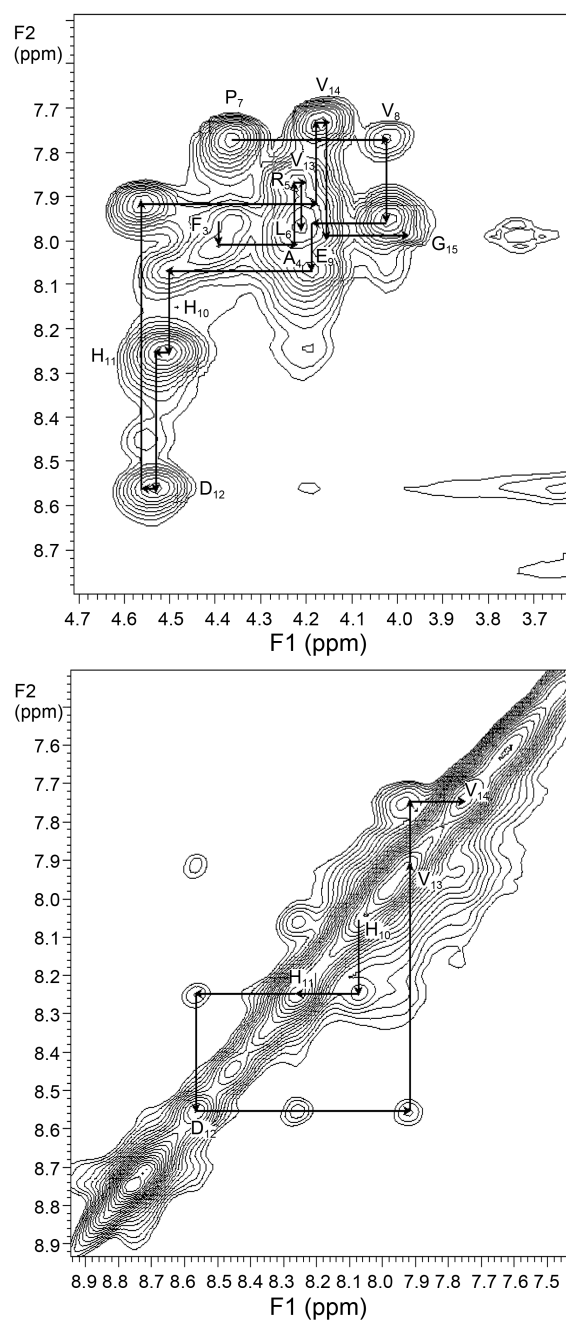 F2
(ppm)
7.7
7.8
7.9
8.0
8.1
8.2
8.3
8.4
8.5
8.6
8.7
P7
V14
V8
V13
R5
F3
L6
A4
E9
G15
H10
H11
D12
4.7 4.6 4.5 4.4 4.3 4.2 4.1 4.0 3.9 3.8 3.7
F1 (ppm)
F2
(ppm)
7.6
7.7
7.8
7.9
8.0
8.1
8.2
8.3
8.4
8.5
8.6
8.7
8.8
8.9
V14
V13
H10
H11
D12
8.9 8.8 8.7 8.6 8.5 8.4 8.3 8.2 8.1 8.0 7.9 7.8 7.7 7.6 7.5
F1 (ppm)